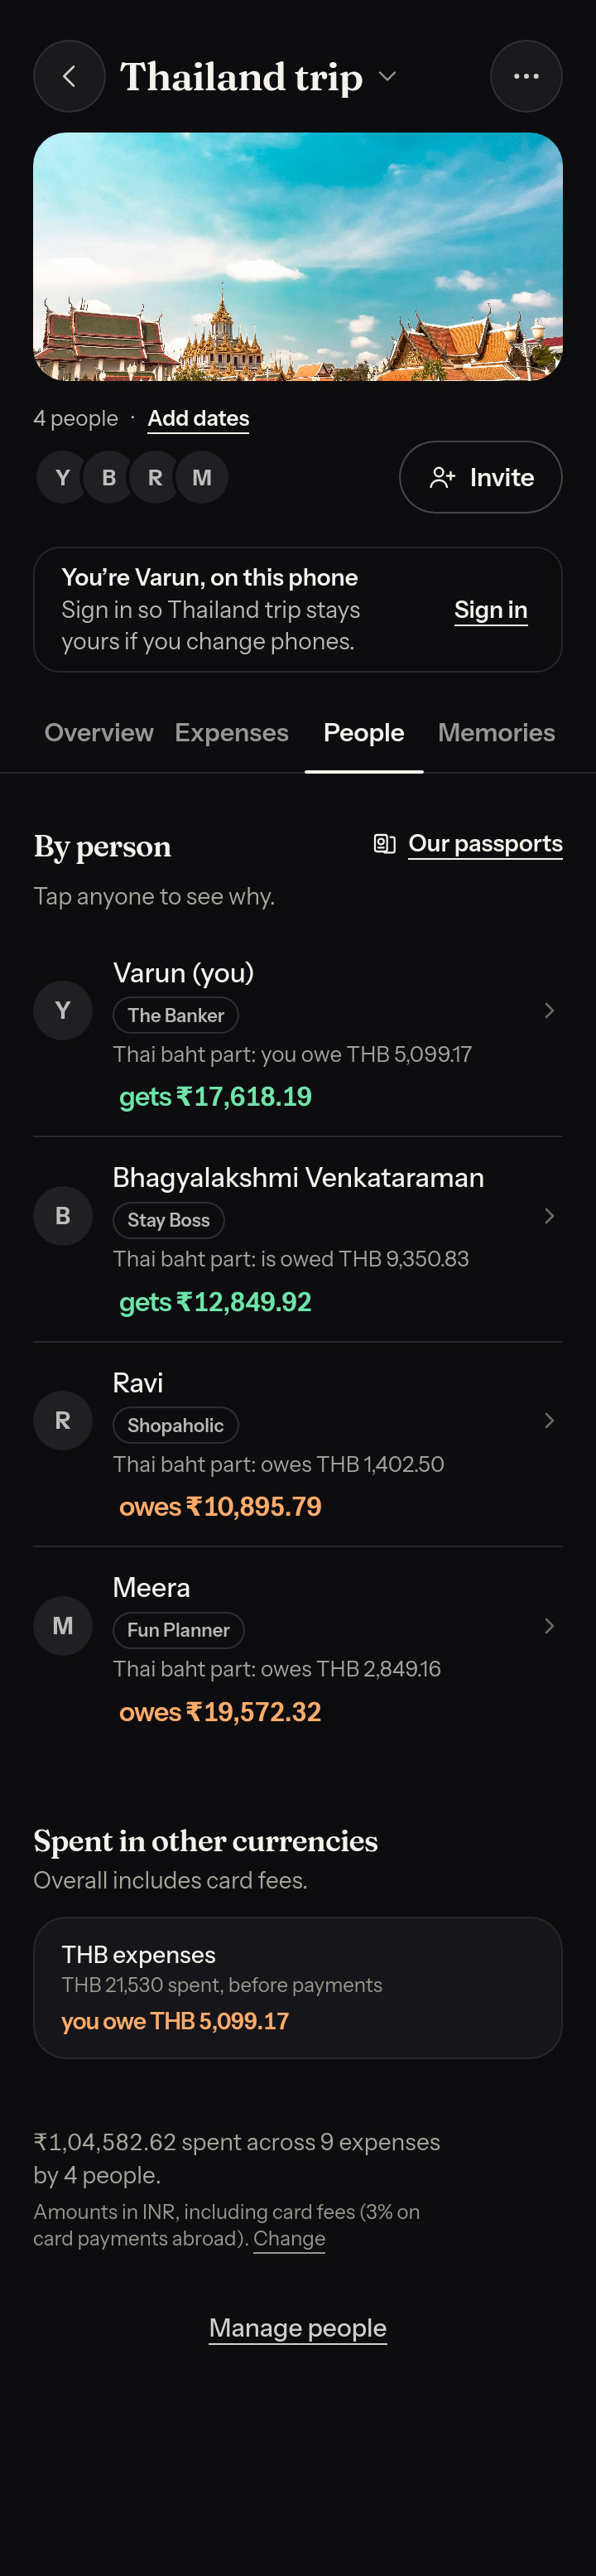 Thailand trip
4 people · Add dates
Y B R M
Invite
You’re Varun, on this phone
Sign in so Thailand trip stays
yours if you change phones.
Sign in
Overview Expenses People Memories
By person
Our passports
Tap anyone to see why.
Y
Varun (you)
The Banker
Thai baht part: you owe THB 5,099.17
gets ₹17,618.19
B
Bhagyalakshmi Venkataraman
Stay Boss
Thai baht part: is owed THB 9,350.83
gets ₹12,849.92
R
Ravi
Shopaholic
Thai baht part: owes THB 1,402.50
owes ₹10,895.79
M
Meera
Fun Planner
Thai baht part: owes THB 2,849.16
owes ₹19,572.32
Spent in other currencies
Overall includes card fees.
THB expenses
THB 21,530 spent, before payments
you owe THB 5,099.17
₹1,04,582.62 spent across 9 expenses
by 4 people.
Amounts in INR, including card fees (3% on
card payments abroad). Change
Manage people